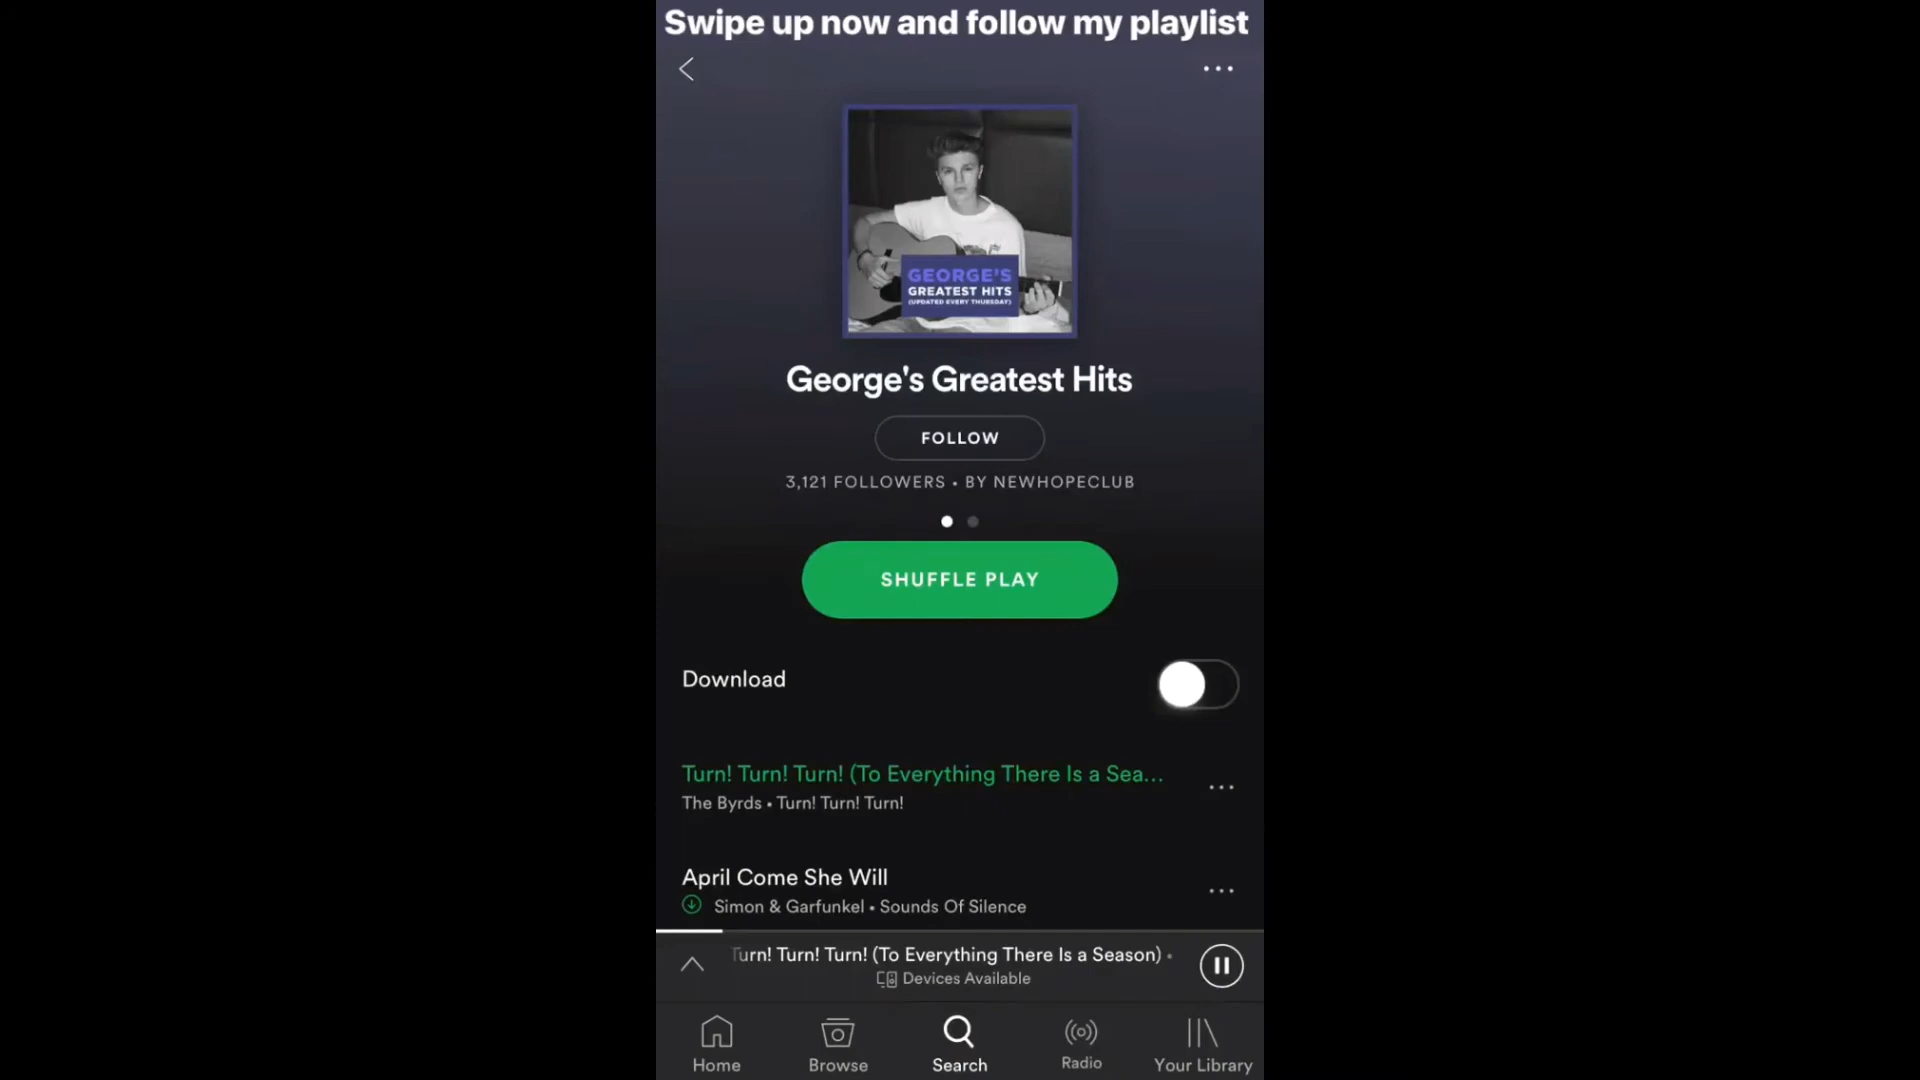 Swipe up now and follow my playlist
GEORGE'S
GREATEST HITS
(UPDATED EVERY THURSDAY)
George's Greatest Hits
FOLLOW
3,121 FOLLOWERS • BY NEWHOPECLUB
SHUFFLE PLAY
Download
Turn! Turn! Turn! (To Everything There Is a Sea...
The Byrds • Turn! Turn! Turn!
April Come She Will
Simon & Garfunkel • Sounds Of Silence
Turn! Turn! Turn! (To Everything There Is a Season) •
Devices Available
Home
Browse
Search
Radio
Your Library